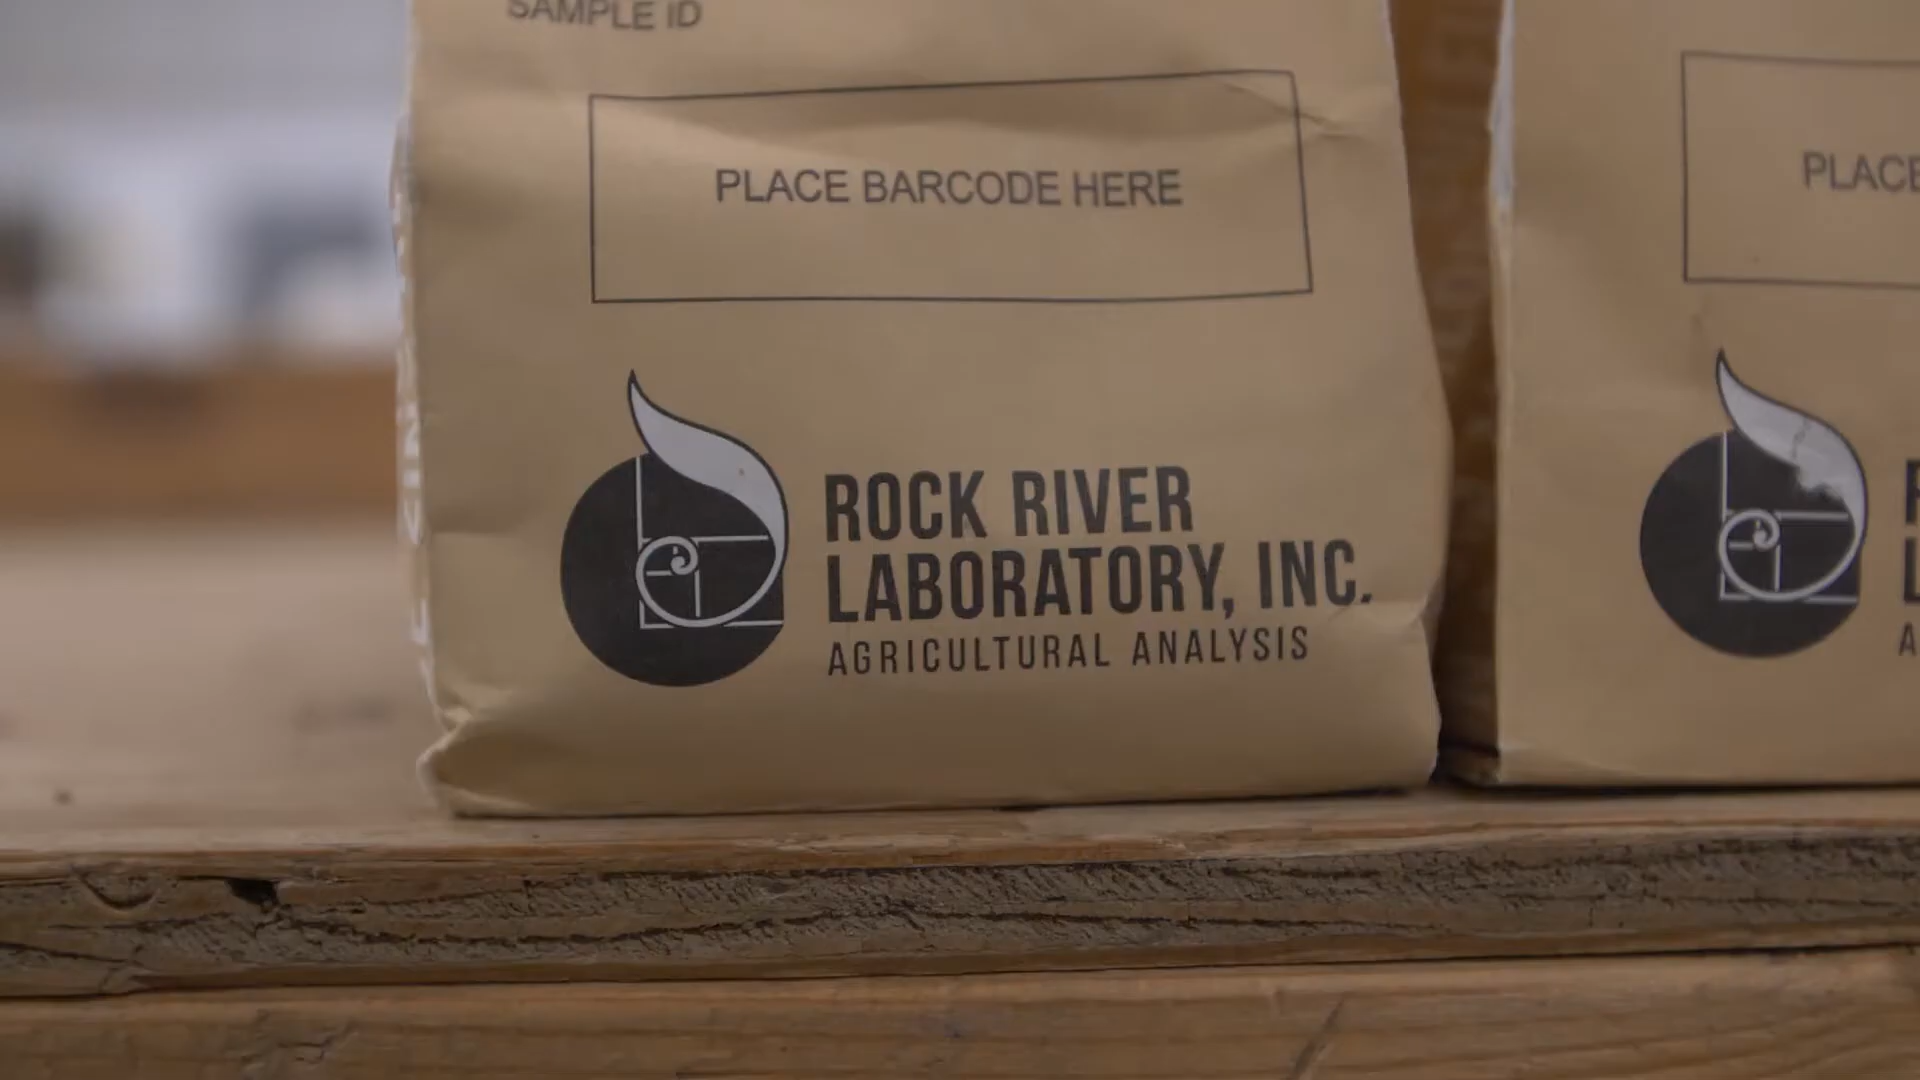 SAMPLE ID
PLACE BARCODE HERE
ROCK RIVER
LABORATORY, INC.
AGRICULTURAL ANALYSIS
PLACE